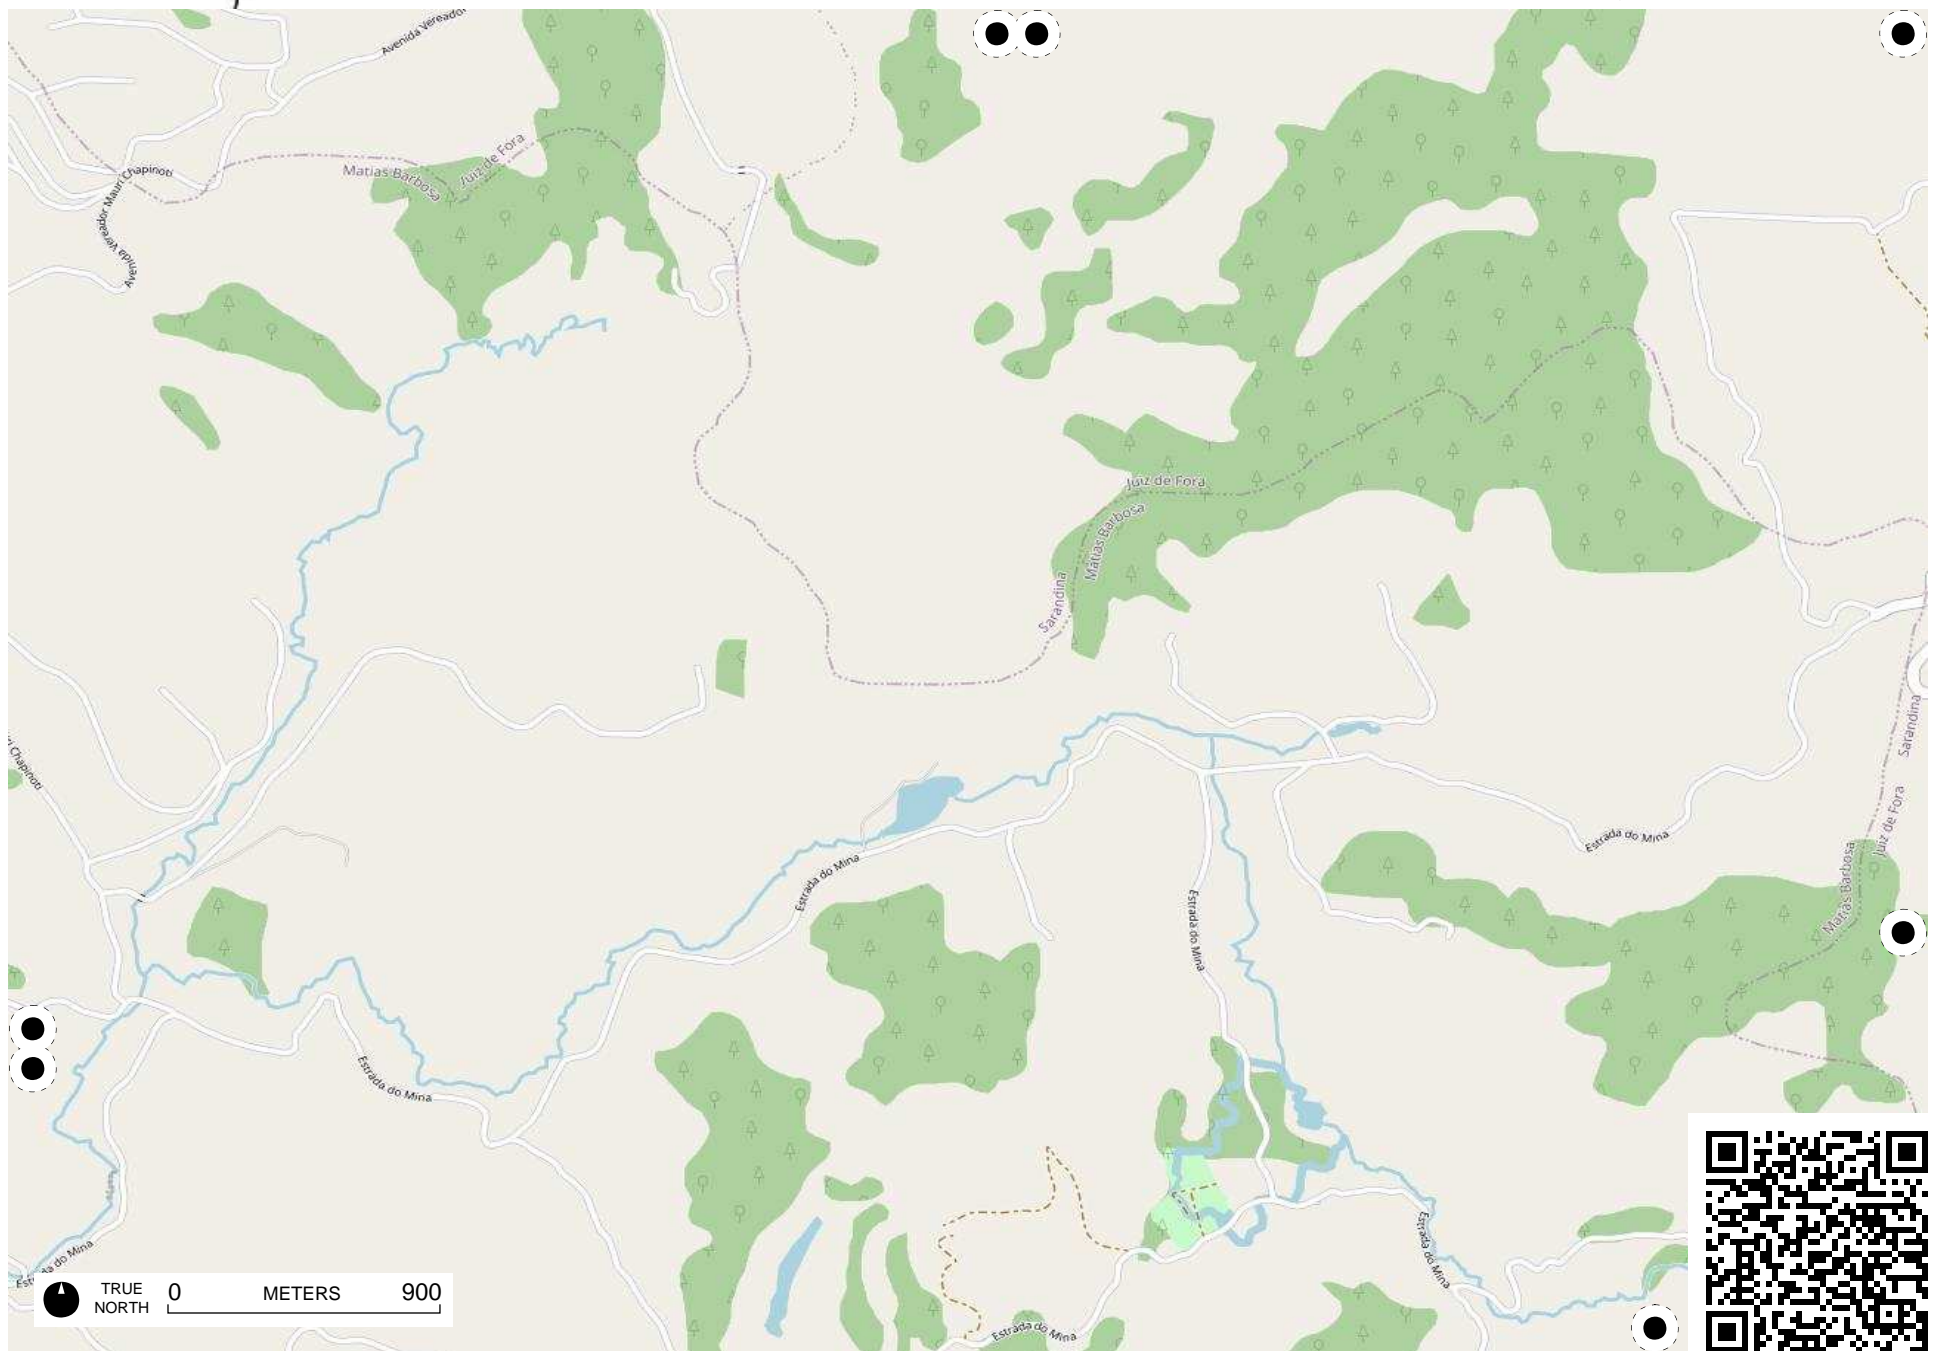 Avenida Vereador
Juiz de Fora
Matias Barbosa
Avenida Vereador Mauri Chapinoti
Juiz de Fora
Matias Barbosa
Sarandina
Sarandina
Chapinoti
Juiz de Fora
Estrada do Mina
Matias Barbosa
Estrada do Mina
Estrada do Mina
Estrada do Mina
Estrada do Mina
Estrada do Mina
Estrada do Mina
TRUE
NORTH
0 METERS 900